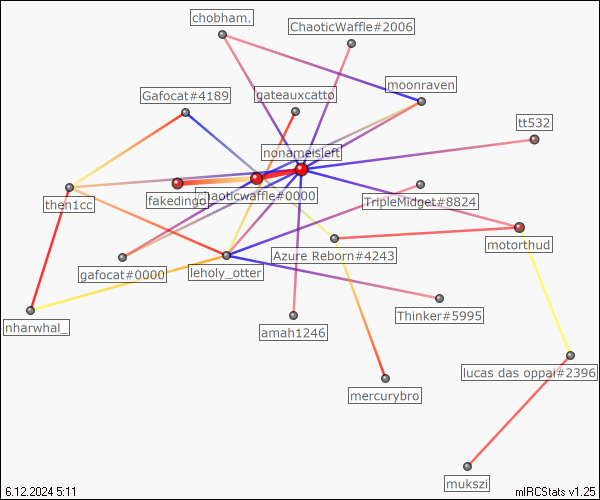 chobham.
ChaoticWaffle#2006
moonraven
Gafocat#4189
gateauxcatto
tt532
nonameisleft
fakedingo
chaoticwaffle#0000
then1cc
TripleMidget#8824
motorthud
gafocat#0000
leholy_otter
Azure Reborn#4243
nharwhal_
amah1246
Thinker#5995
lucas das oppai#2396
mercurybro
mukszi
6.12.2024 5:11
mIRCStats v1.25